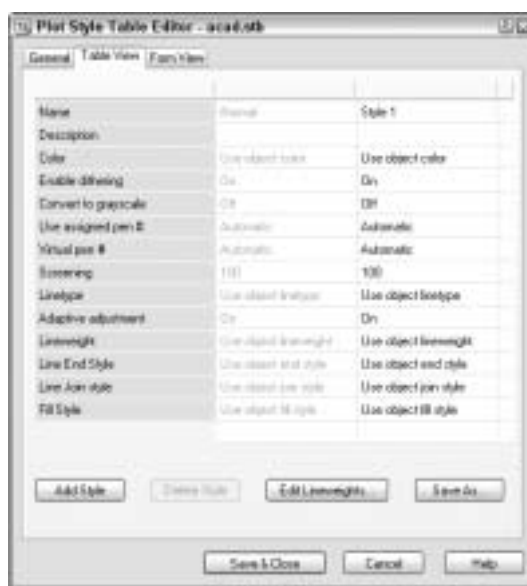 Plot Style Table Editor - acad.stb
General Table View Form View
Name Normal Style 1
Description
Color Use object color Use object color
Enable dithering On On
Convert to grayscale Off Off
Use assigned pen # Automatic Automatic
Virtual pen # Automatic Automatic
Screening 100 100
Linetype Use object linetype Use object linetype
Adaptive adjustment On On
Lineweight Use object lineweight Use object lineweight
Line End Style Use object end style Use object end style
Line Join style Use object join style Use object join style
Fill Style Use object fill style Use object fill style
Add Style Delete Style Edit Lineweights... Save As...
Save & Close Cancel Help